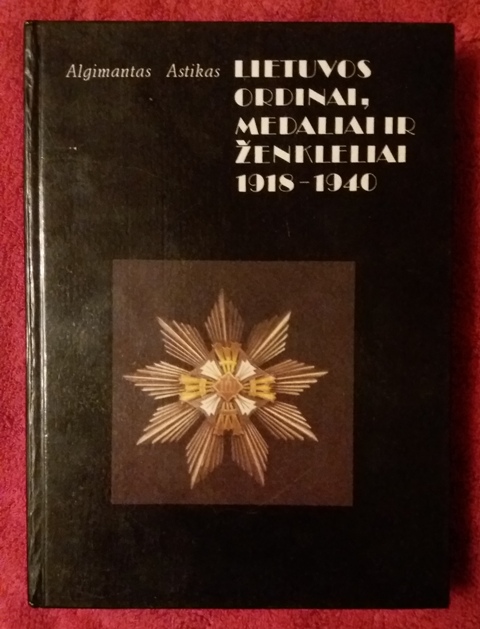 Algimantas Astikas
LIETUVOS
ORDINAI,
MEDALIAI IR
ŽENKLELIAI
1918-1940